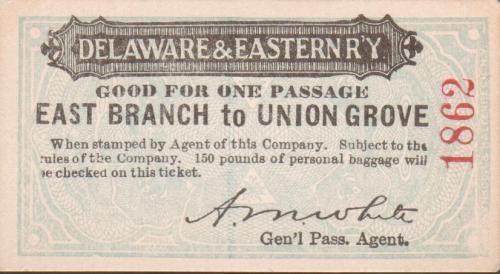 DELAWARE & EASTERN R'Y
GOOD FOR ONE PASSAGE
EAST BRANCH to UNION GROVE
When stamped by Agent of this Company. Subject to the
rules of the Company. 150 pounds of personal baggage will
be checked on this ticket.
A. M. White
Gen'l Pass. Agent.
1862